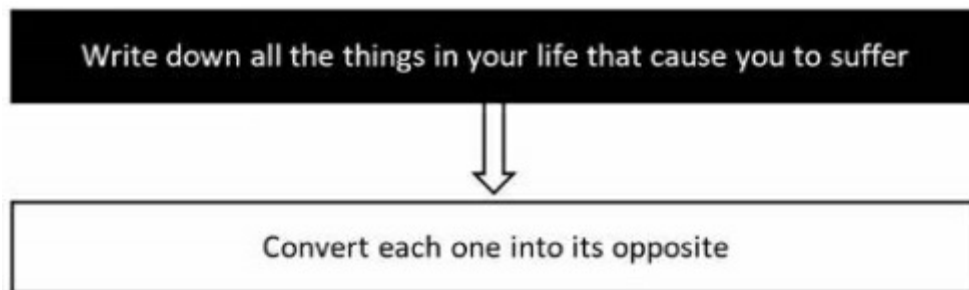 Write down all the things in your life that cause you to suffer
Convert each one into its opposite